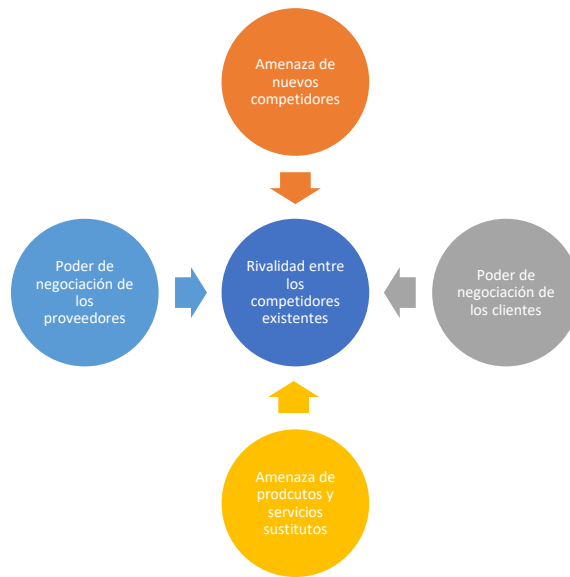 Amenaza de
nuevos
competidores
Poder de
negociación de
los
proveedores
Rivalidad entre
los
competidores
existentes
Poder de
negociación de
los clientes
Amenaza de
prodcutos y
servicios
sustitutos